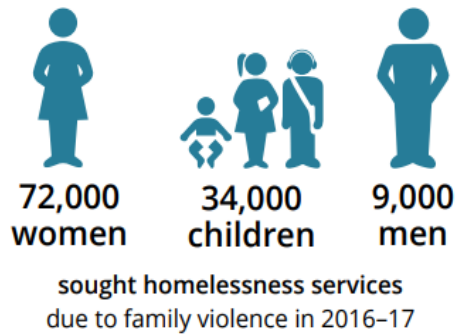 72,000
women
34,000
children
9,000
men
sought homelessness services
due to family violence in 2016–17